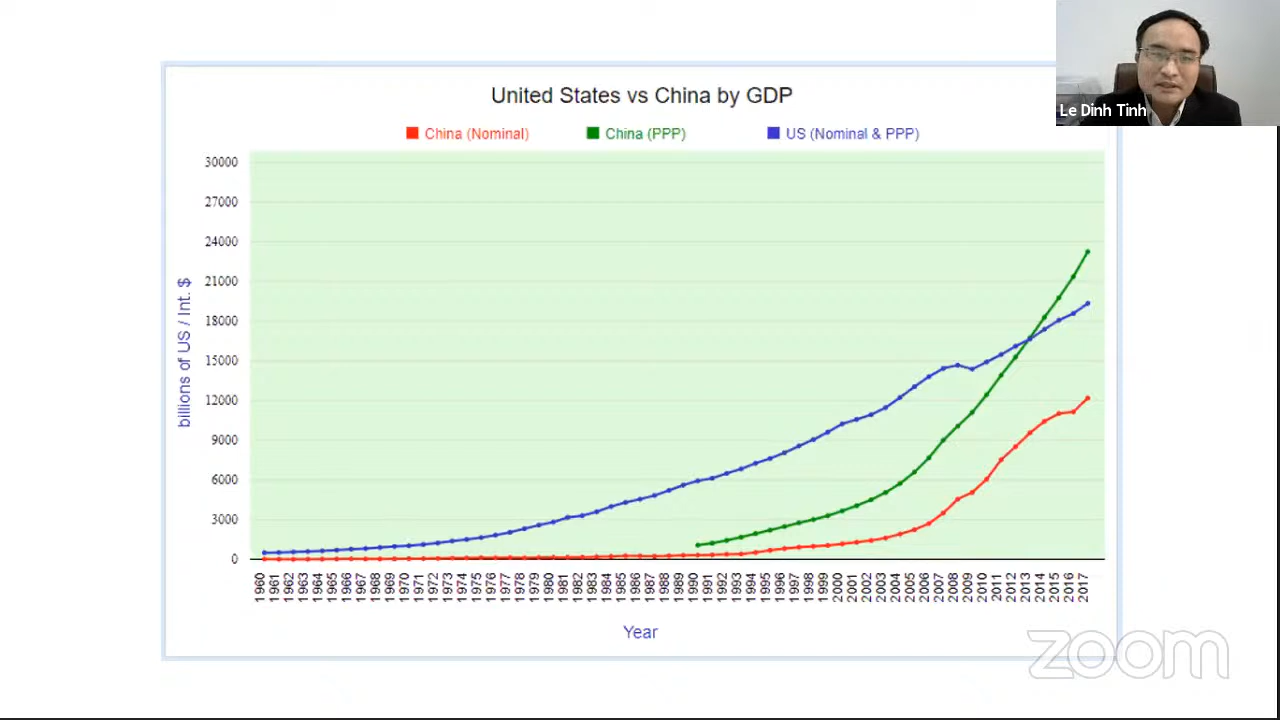 United States vs China by GDP
Le Dinh Tinh
China (Nominal) China (PPP) US (Nominal & PPP)
30000
27000
24000
21000
18000
15000
12000
9000
6000
3000
0
billions of US / Int. $
1960 1961 1962 1963 1964 1965 1966 1967 1968 1969 1970 1971 1972 1973 1974 1975 1976 1977 1978 1979 1980 1981 1982 1983 1984 1985 1986 1987 1988 1989 1990 1991 1992 1993 1994 1995 1996 1997 1998 1999 2000 2001 2002 2003 2004 2005 2006 2007 2008 2009 2010 2011 2012 2013 2014 2015 2016 2017
Year
zoom